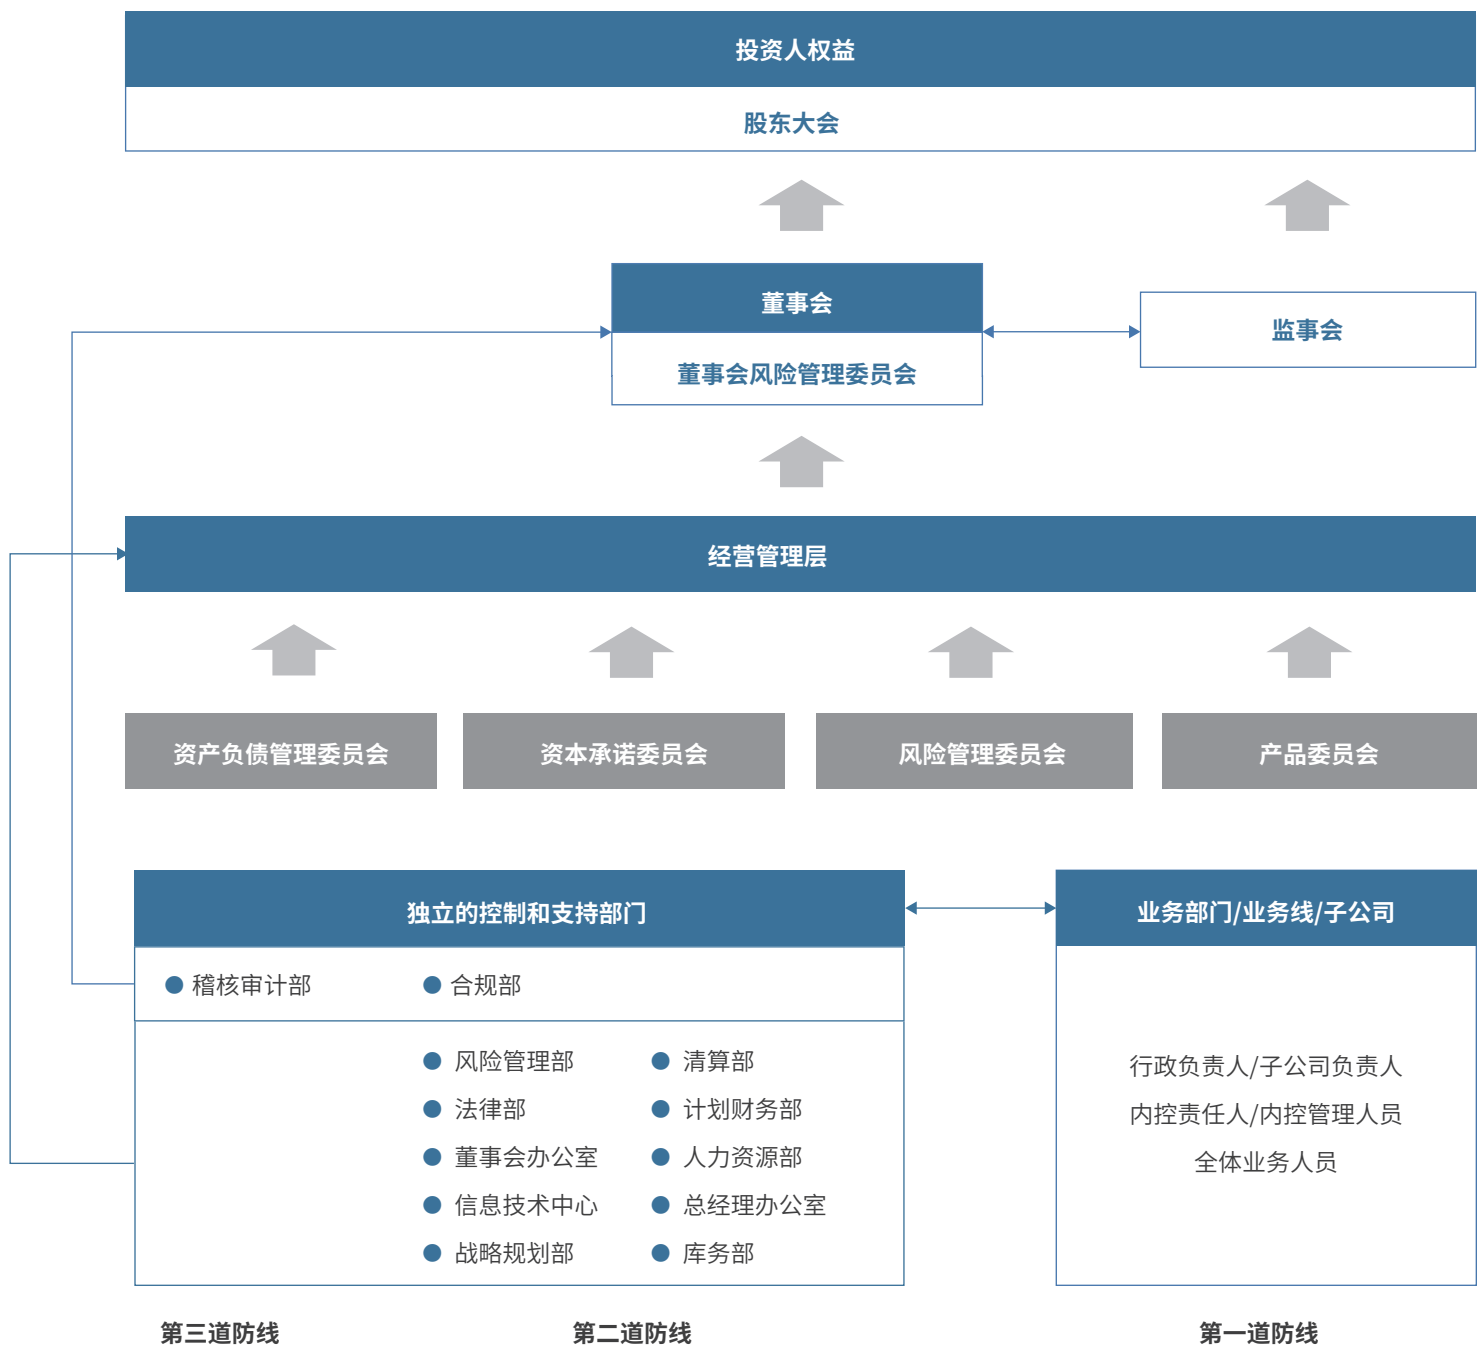 投资人权益
股东大会
董事会
董事会风险管理委员会
监事会
经营管理层
资产负债管理委员会
资本承诺委员会
风险管理委员会
产品委员会
独立的控制和支持部门
业务部门/业务线/子公司
稽核审计部
合规部
风险管理部
清算部
法律部
计划财务部
董事会办公室
人力资源部
信息技术中心
总经理办公室
战略规划部
库务部
行政负责人/子公司负责人
内控责任人/内控管理人员
全体业务人员
第三道防线
第二道防线
第一道防线